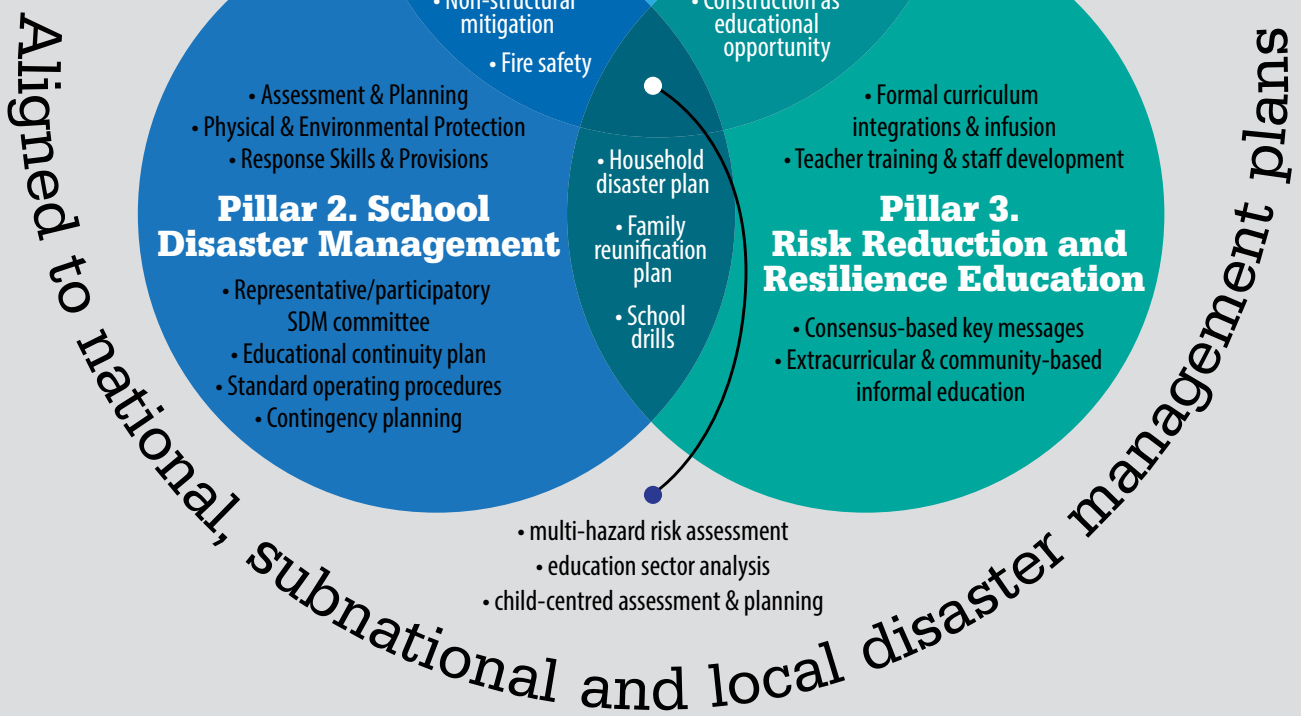 • Non-structural
mitigation
• Fire safety
• Construction as
educational
opportunity
• Assessment & Planning
• Physical & Environmental Protection
• Response Skills & Provisions
Pillar 2. School
Disaster Management
• Representative/participatory
SDM committee
• Educational continuity plan
• Standard operating procedures
• Contingency planning
• Household
disaster plan
• Family
reunification
plan
• School
drills
• Formal curriculum
integrations & infusion
• Teacher training & staff development
Pillar 3.
Risk Reduction and
Resilience Education
• Consensus-based key messages
• Extracurricular & community-based
informal education
• multi-hazard risk assessment
• education sector analysis
• child-centred assessment & planning
Aligned to national, subnational and local disaster management plans